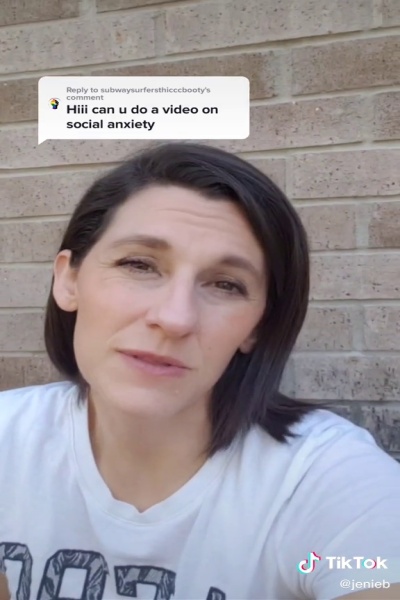 Reply to subwaysurfersthicccbooty's
comment
Hiii can u do a video on
social anxiety
TikTok
@jenieb